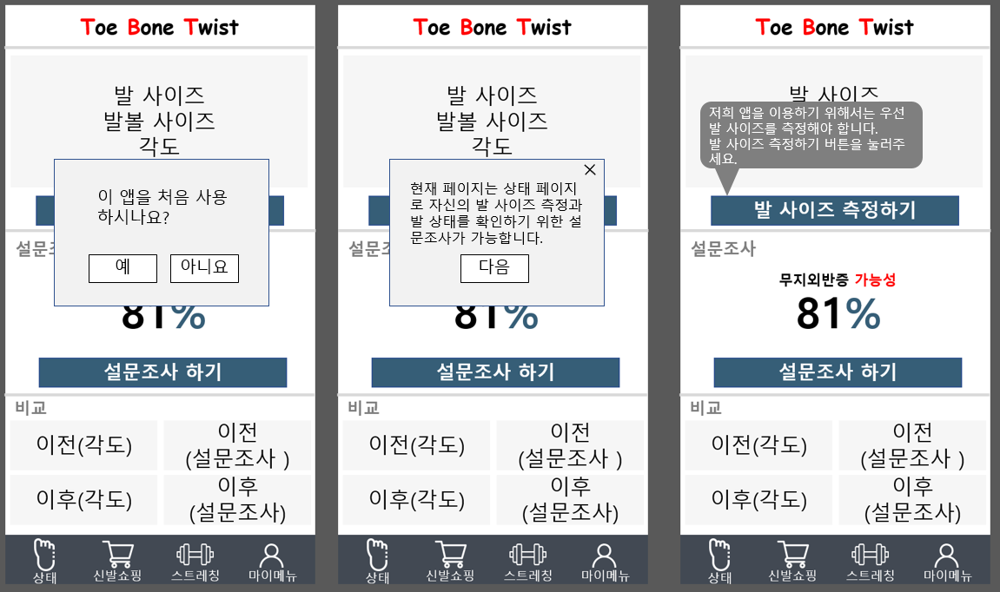 Toe Bone Twist
발 사이즈
발볼 사이즈
각도
이 앱을 처음 사용
하시나요?
예
아니요
설문조
81%
설문조사 하기
비교
이전(각도)
이전
(설문조사 )
이후(각도)
이후
(설문조사)
상태
신발쇼핑
스트레칭
마이메뉴
Toe Bone Twist
발 사이즈
발볼 사이즈
각도
현재 페이지는 상태 페이지
로 자신의 발 사이즈 측정과
발 상태를 확인하기 위한 설
문조사가 가능합니다.
다음
설문조
81%
설문조사 하기
비교
이전(각도)
이전
(설문조사 )
이후(각도)
이후
(설문조사)
상태
신발쇼핑
스트레칭
마이메뉴
Toe Bone Twist
발 사이즈
저희 앱을 이용하기 위해서는 우선
발 사이즈를 측정해야 합니다.
발 사이즈 측정하기 버튼을 눌러주
세요.
발 사이즈 측정하기
설문조사
무지외반증 가능성
81%
설문조사 하기
비교
이전(각도)
이전
(설문조사 )
이후(각도)
이후
(설문조사)
상태
신발쇼핑
스트레칭
마이메뉴